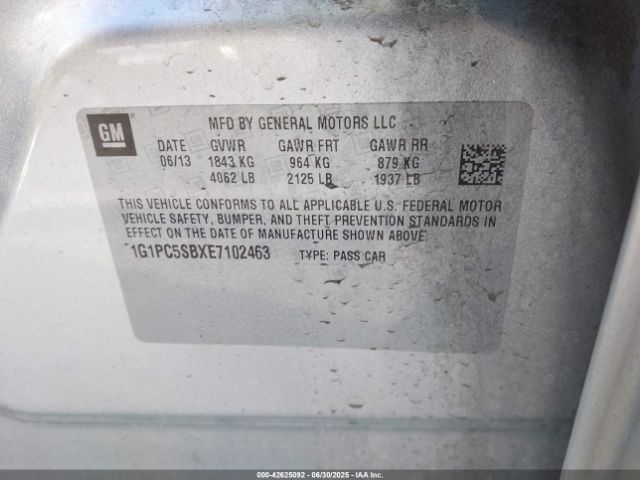 GM
MFD BY GENERAL MOTORS LLC
DATE GVWR GAWR FRT GAWR RR
06/13 1843 KG 964 KG 879 KG
4062 LB 2125 LB 1937 LB
THIS VEHICLE CONFORMS TO ALL APPLICABLE U.S. FEDERAL MOTOR
VEHICLE SAFETY, BUMPER, AND THEFT PREVENTION STANDARDS IN
EFFECT ON THE DATE OF MANUFACTURE SHOWN ABOVE.
1G1PC5SBXE7102463 TYPE: PASS CAR
000-42625092 - 06/30/2025 - Copyright © IAA, Inc.